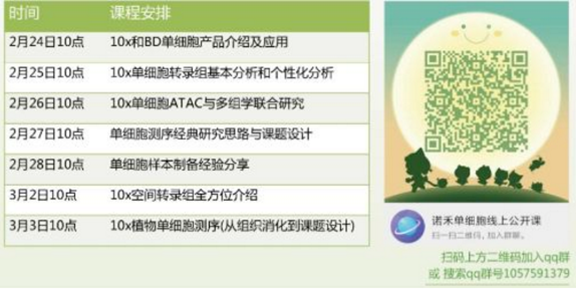 时间 课程安排
2月24日10点 10x和BD单细胞产品介绍及应用
2月25日10点 10x单细胞转录组基本分析和个性化分析
2月26日10点 10x单细胞ATAC与多组学联合研究
2月27日10点 单细胞测序经典研究思路与课题设计
2月28日10点 单细胞样本制备经验分享
3月2日10点 10x空间转录组全方位介绍
3月3日10点 10x植物单细胞测序(从组织消化到课题设计)
诺禾单细胞线上公开课
扫一扫二维码，加入群聊。
扫码上方二维码加入qq群
或 搜索qq群号1057591379